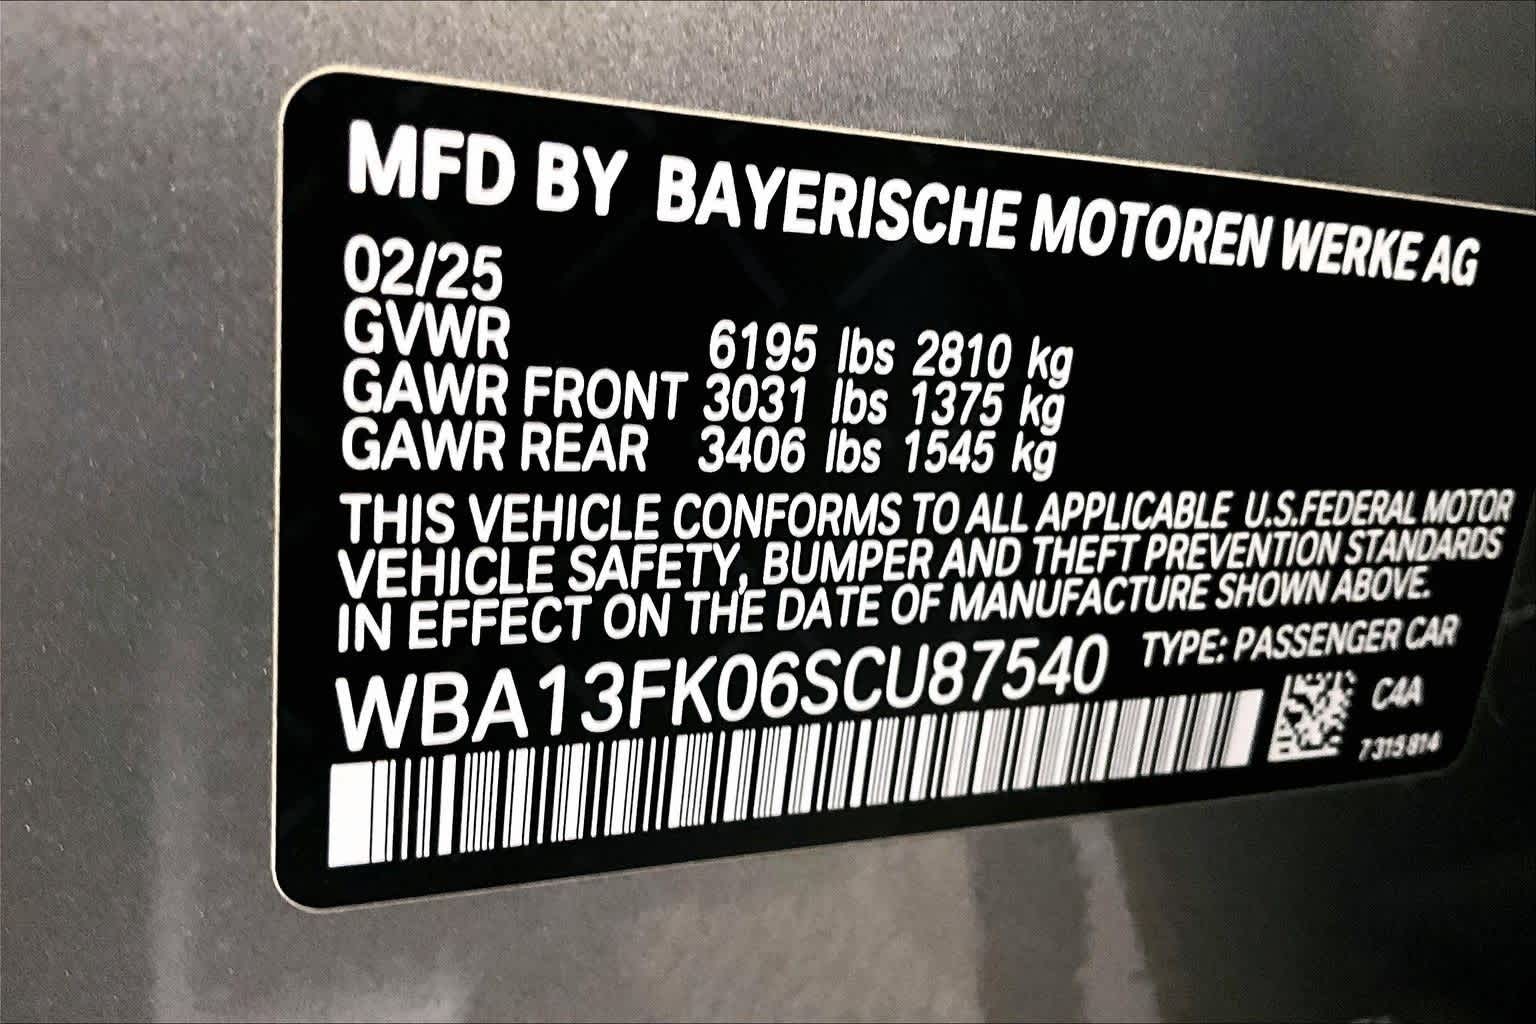 MFD BY BAYERISCHE MOTOREN WERKE AG
02/25
GVWR 6195 lbs 2810 kg
GAWR FRONT 3031 lbs 1375 kg
GAWR REAR 3406 lbs 1545 kg
THIS VEHICLE CONFORMS TO ALL APPLICABLE U.S.FEDERAL MOTOR
VEHICLE SAFETY, BUMPER AND THEFT PREVENTION STANDARDS
IN EFFECT ON THE DATE OF MANUFACTURE SHOWN ABOVE.
WBA13FK06SCU87540 TYPE: PASSENGER CAR
C4A
7 315 814